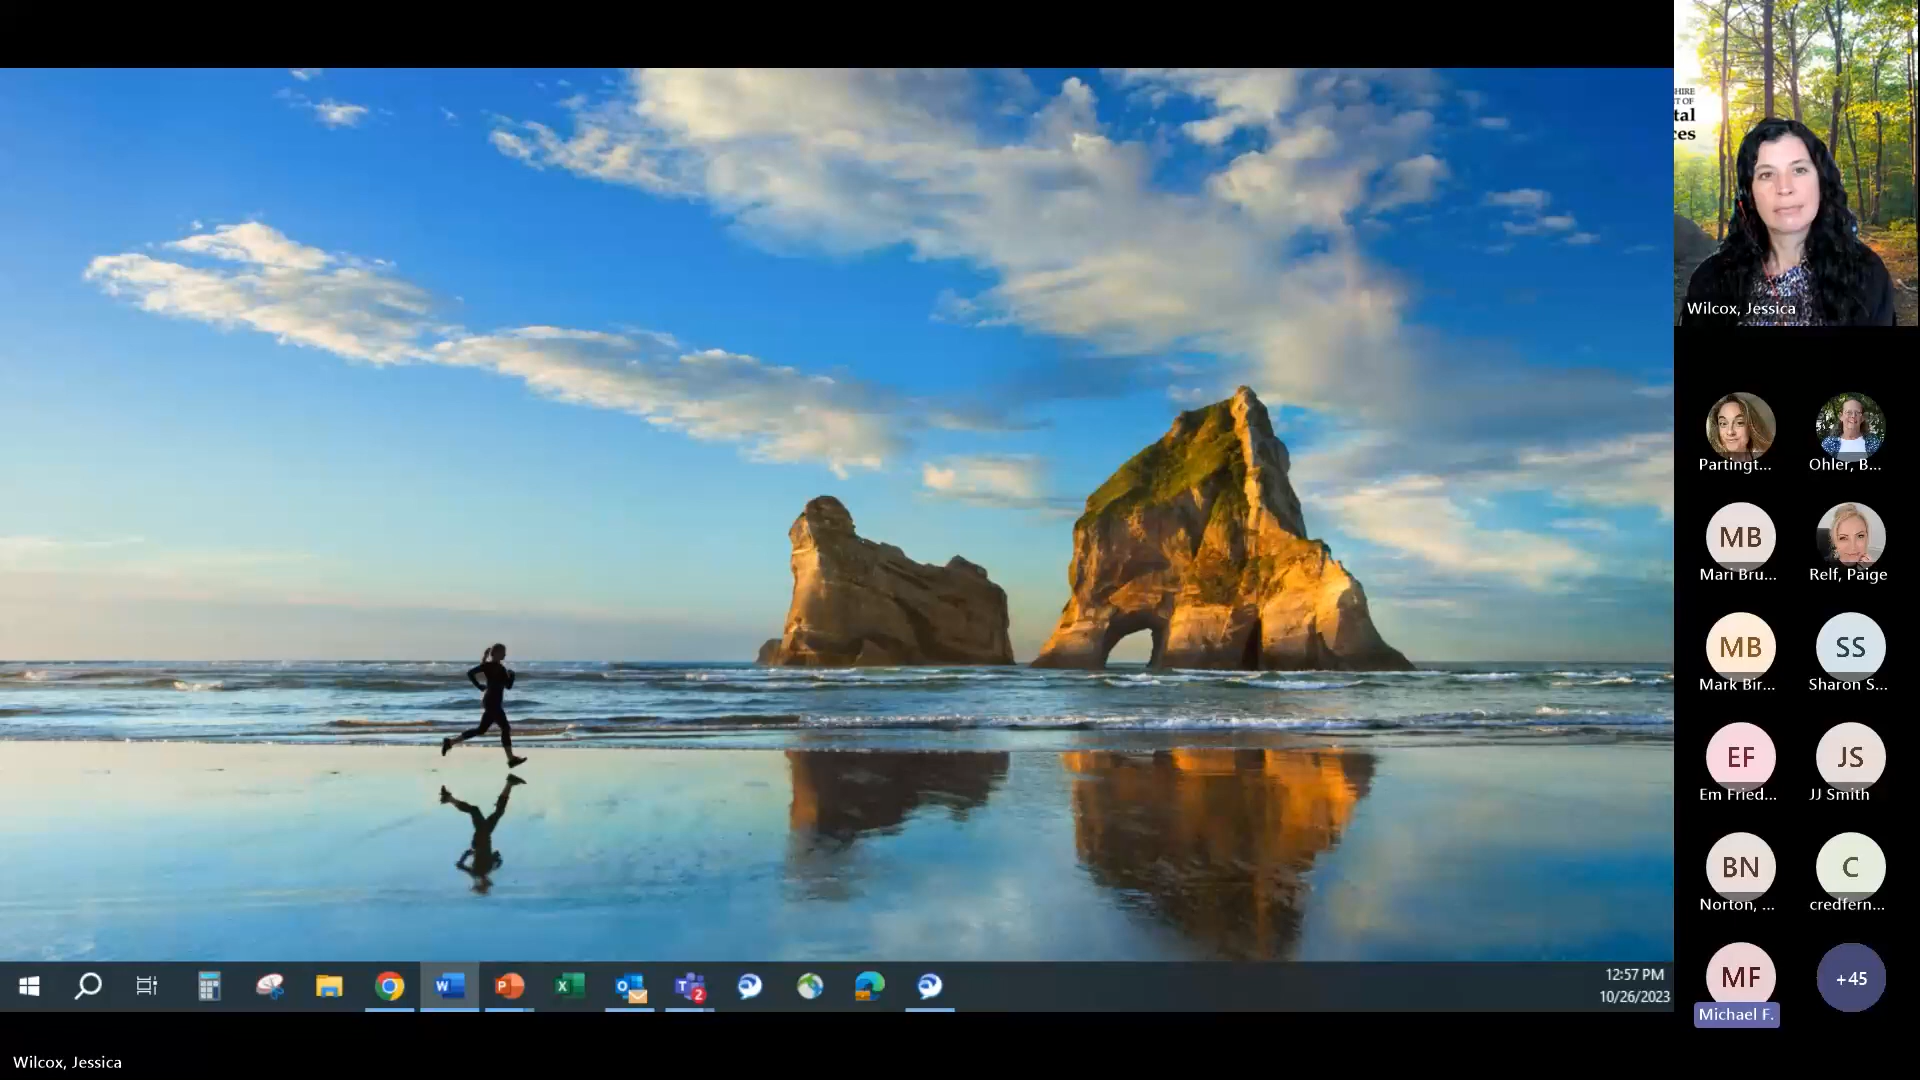 HIRE
T OF
tal
ces
Wilcox, Jessica
Partingt...
Ohler, B...
MB
Mari Bru...
Relf, Paige
MB
Mark Bir...
SS
Sharon S...
EF
Em Fried...
JS
JJ Smith
BN
Norton, ...
C
credfern...
MF
Michael F.
+45
W
P
X
O
T
2
12:57 PM
10/26/2023
Wilcox, Jessica